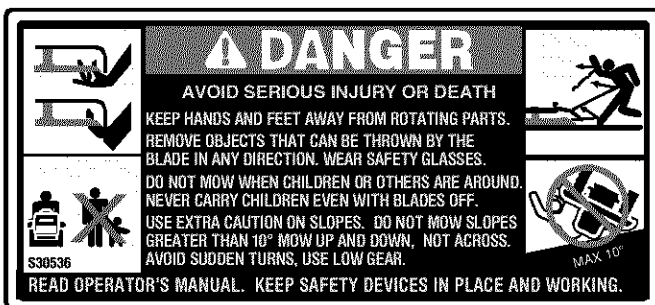 DANGER
AVOID SERIOUS INJURY OR DEATH
KEEP HANDS AND FEET AWAY FROM ROTATING PARTS.
REMOVE OBJECTS THAT CAN BE THROWN BY THE
BLADE IN ANY DIRECTION. WEAR SAFETY GLASSES.
DO NOT MOW WHEN CHILDREN OR OTHERS ARE AROUND.
NEVER CARRY CHILDREN EVEN WITH BLADES OFF.
USE EXTRA CAUTION ON SLOPES. DO NOT MOW SLOPES
GREATER THAN 10° MOW UP AND DOWN, NOT ACROSS.
AVOID SUDDEN TURNS, USE LOW GEAR.
S30536
MAX 10°
READ OPERATOR'S MANUAL. KEEP SAFETY DEVICES IN PLACE AND WORKING.